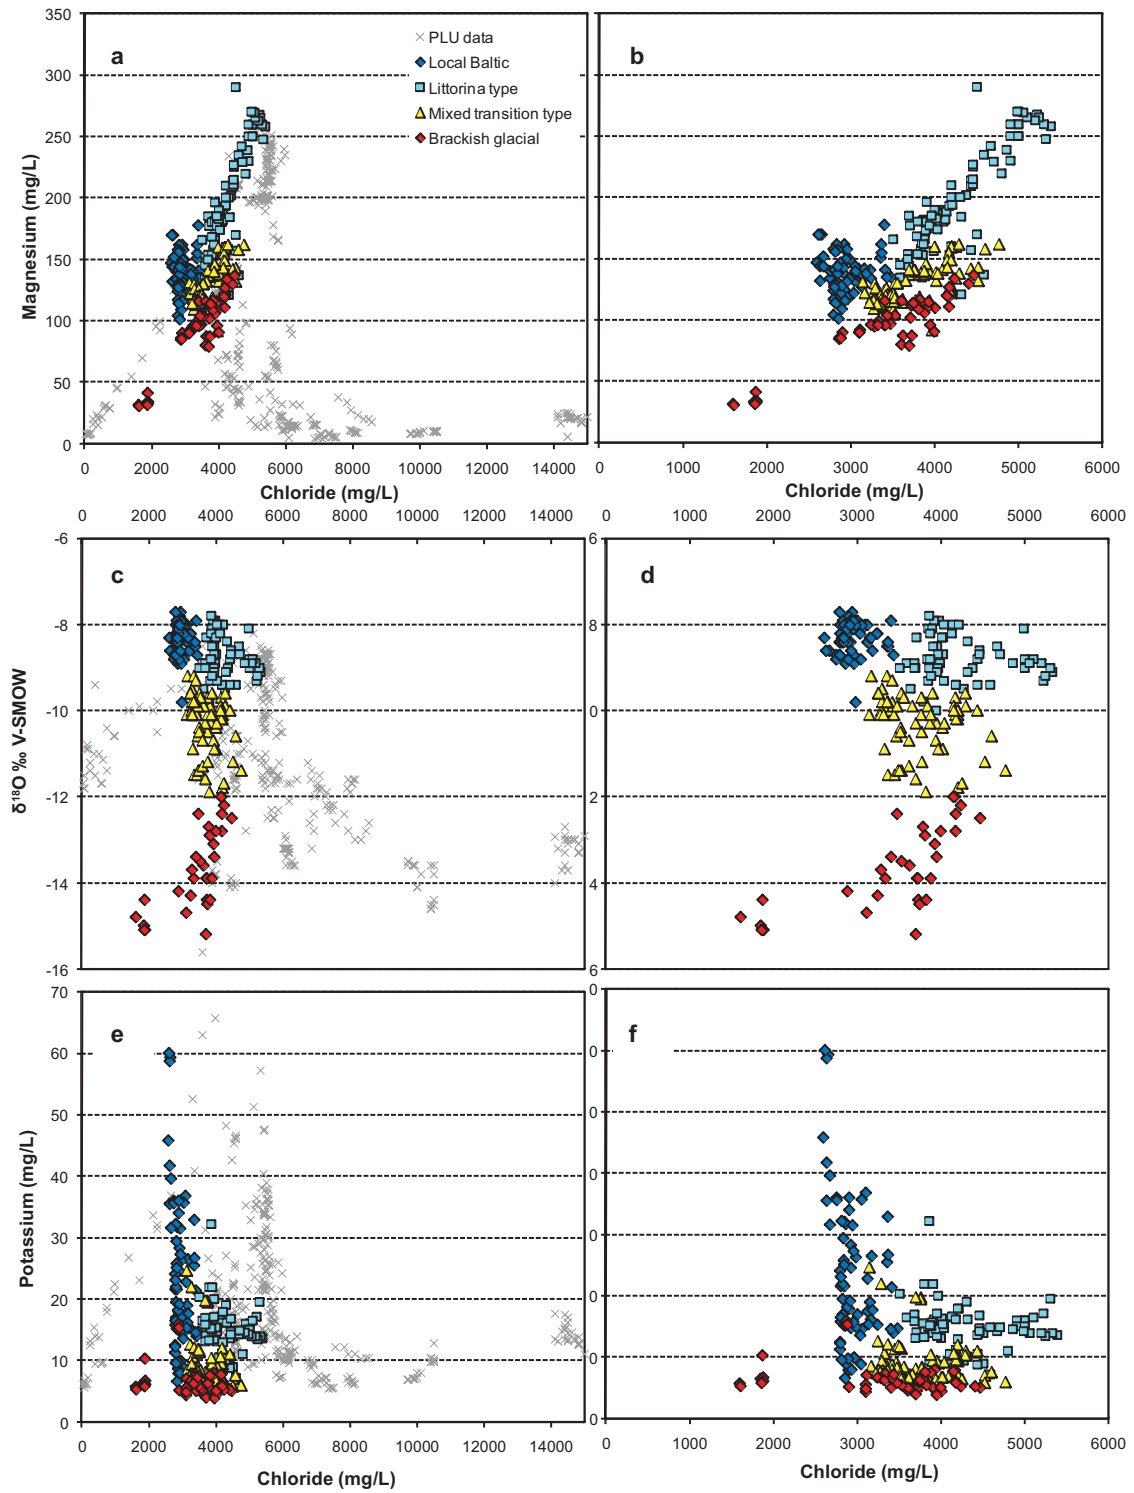 350
300
250
200
150
100
50
0
Magnesium (mg/L)
a
PLU data
Local Baltic
Littorina type
Mixed transition type
Brackish glacial
b
0 2000 4000 6000 8000 10000 12000 14000
Chloride (mg/L)
0 1000 2000 3000 4000 5000 6000
Chloride (mg/L)
0 2000 4000 6000 8000 10000 12000 14000
0 1000 2000 3000 4000 5000 6000
-6
-8
-10
-12
-14
-16
δ¹⁸O ‰ V-SMOW
c
6
8
0
2
4
6
d
70
60
50
40
30
20
10
0
Potassium (mg/L)
e
0
0
0
0
0
0
0
0
f
0 2000 4000 6000 8000 10000 12000 14000
Chloride (mg/L)
0 1000 2000 3000 4000 5000 6000
Chloride (mg/L)